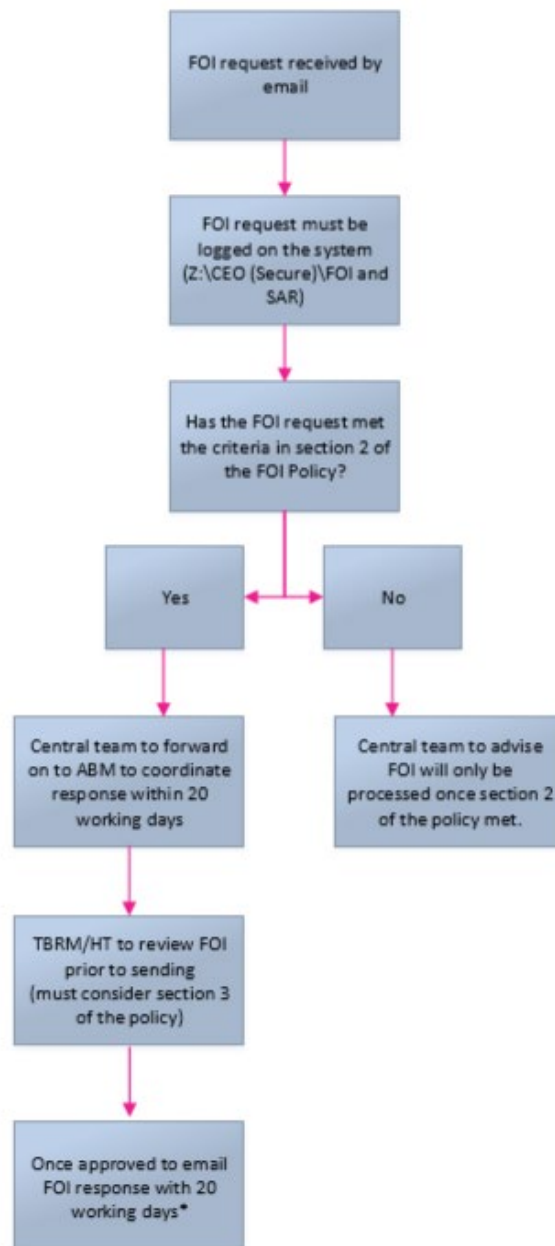 FOI request received by
email
FOI request must be
logged on the system
(Z:\CEO (Secure)\FOI and
SAR)
Has the FOI request met
the criteria in section 2 of
the FOI Policy?
Yes
No
Central team to forward
on to ABM to coordinate
response within 20
working days
Central team to advise
FOI will only be
processed once section 2
of the policy met.
TBRM/HT to review FOI
prior to sending
(must consider section 3
of the policy)
Once approved to email
FOI response with 20
working days*